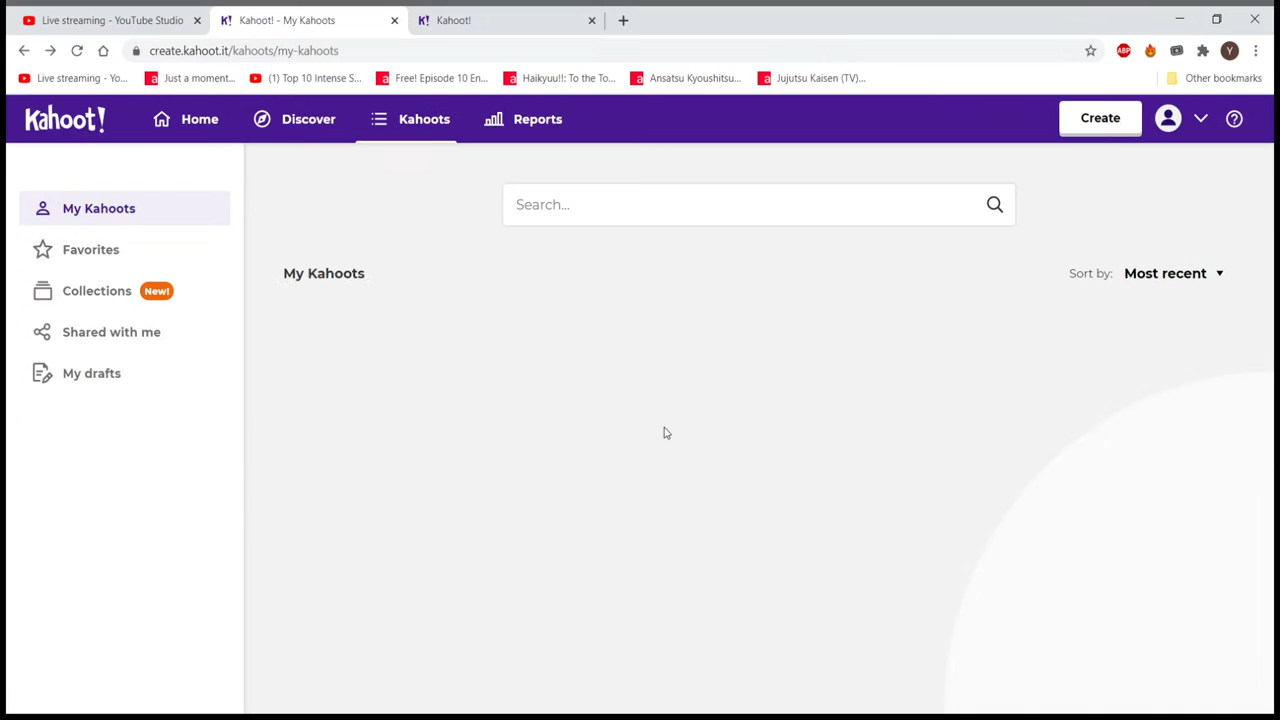 Live streaming - YouTube Studio
Kahoot! - My Kahoots
Kahoot!
create.kahoot.it/kahoots/my-kahoots
ABP
Y
Live streaming - Yo...
Just a moment...
(1) Top 10 Intense S...
Free! Episode 10 En...
Haikyuu!!: To the To...
Ansatsu Kyoushitsu...
Jujutsu Kaisen (TV)...
Other bookmarks
Kahoot!
Home
Discover
Kahoots
Reports
Create
My Kahoots
Favorites
Collections New!
Shared with me
My drafts
Search...
My Kahoots
Sort by: Most recent